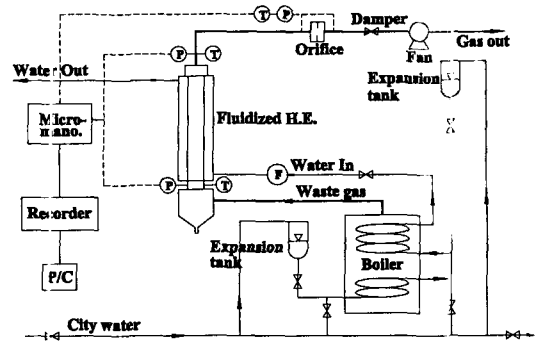 T P
Damper
Orifice
Fan
Gas out
P T
Water Out
Expansion
tank
Micro-
mano.
Fluidized H.E.
F
Water In
P T
Waste gas
Recorder
Expansion
tank
Boiler
P/C
City water